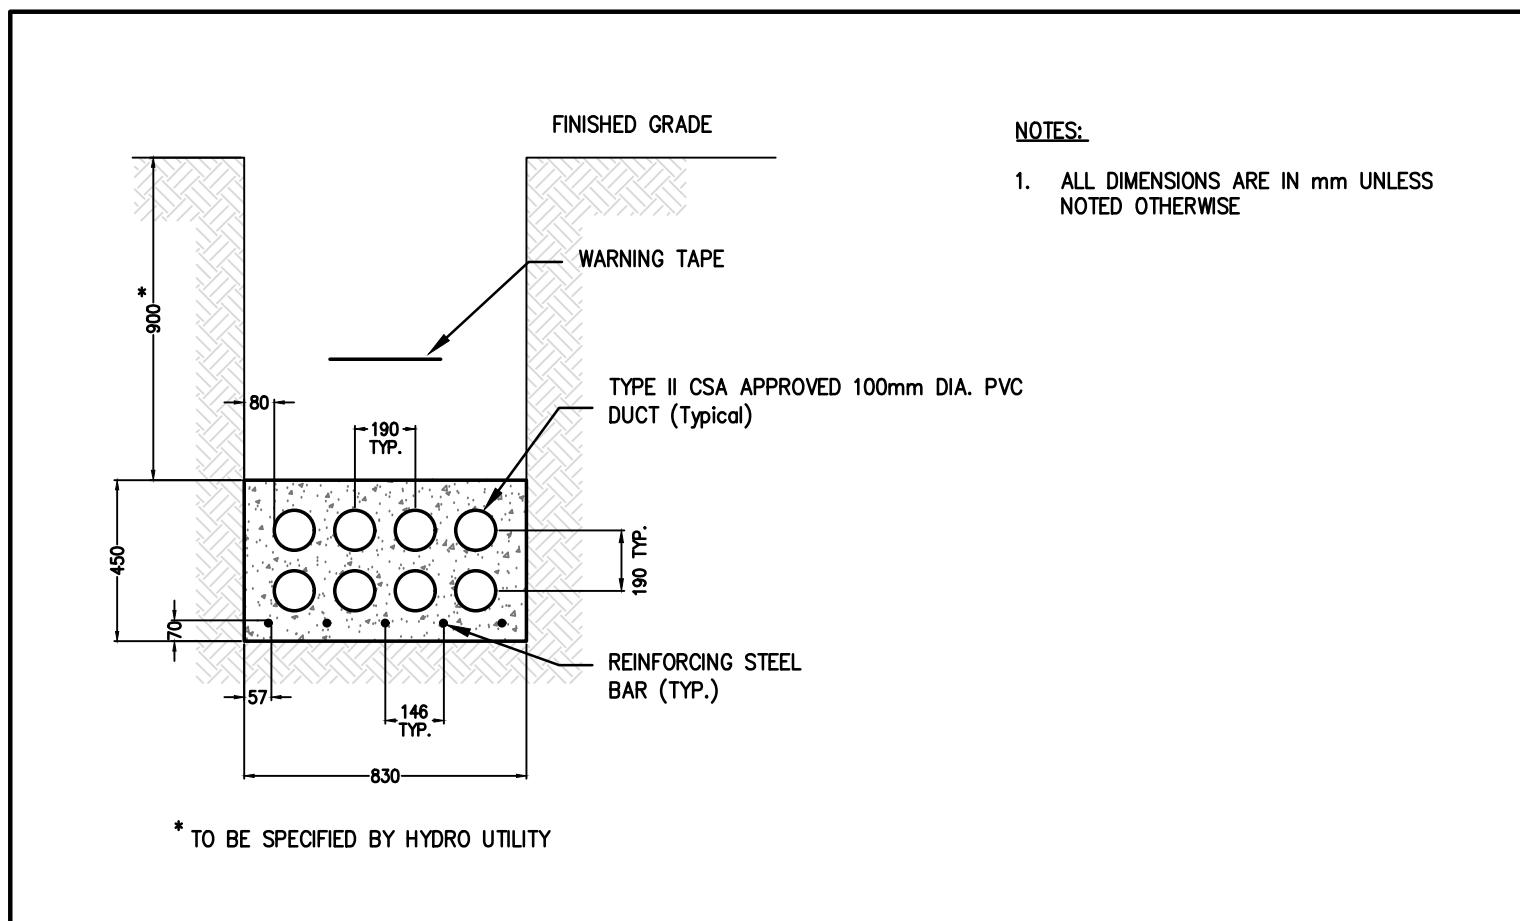 FINISHED GRADE
NOTES:
1. ALL DIMENSIONS ARE IN mm UNLESS
NOTED OTHERWISE
WARNING TAPE
900 *
TYPE II CSA APPROVED 100mm DIA. PVC
DUCT (Typical)
80
190
TYP.
450
190 TYP.
70
REINFORCING STEEL
BAR (TYP.)
57
146
TYP.
830
* TO BE SPECIFIED BY HYDRO UTILITY